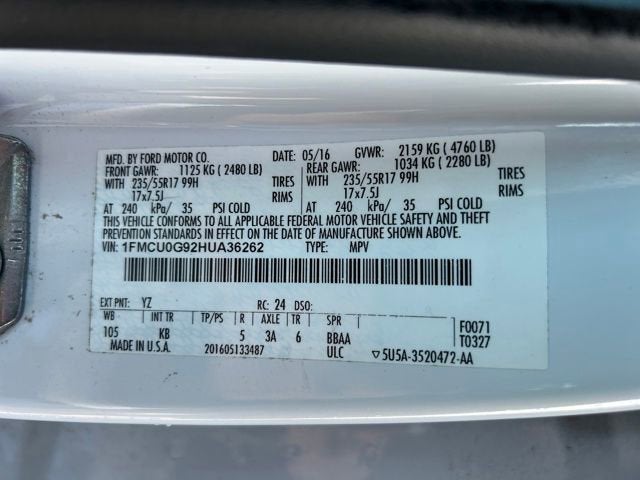 MFD. BY FORD MOTOR CO. DATE: 05/16 GVWR: 2159 KG ( 4760 LB)
FRONT GAWR: 1125 KG ( 2480 LB) REAR GAWR: 1034 KG ( 2280 LB)
WITH 235/55R17 99H TIRES WITH 235/55R17 99H TIRES
17x7.5J RIMS 17x7.5J RIMS
AT 240 kPa/ 35 PSI COLD AT 240 kPa/ 35 PSI COLD
THIS VEHICLE CONFORMS TO ALL APPLICABLE FEDERAL MOTOR VEHICLE SAFETY AND THEFT
PREVENTION STANDARDS IN EFFECT ON THE DATE OF MANUFACTURE SHOWN ABOVE.
VIN: 1FMCU0G92HUA36262 TYPE: MPV
EXT PNT: YZ RC: 24 DSO:
WB INT TR TP/PS R AXLE TR SPR F0071
105 KB 5 3A 6 BBAA T0327
MADE IN U.S.A. 201605133487 ULC ▽5U5A-3520472-AA